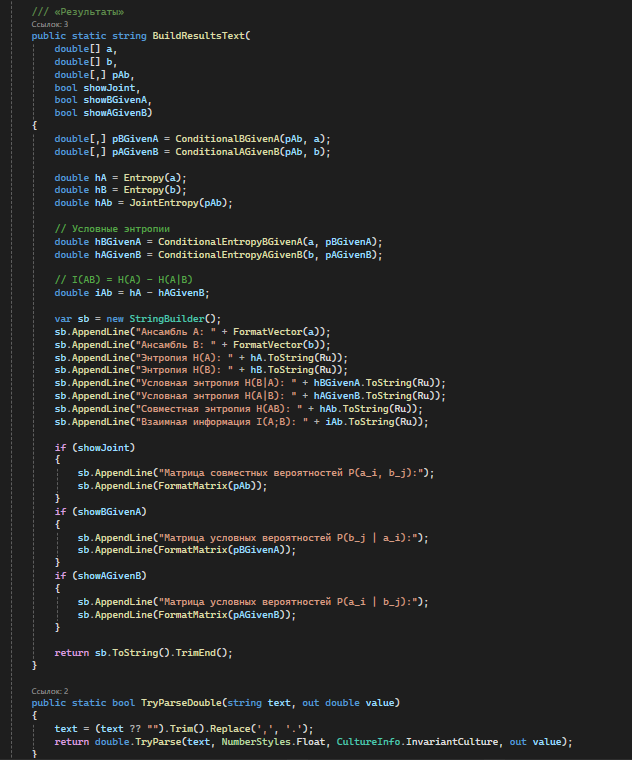 /// «Результаты»
Ссылок: 3
public static string BuildResultsText(
double[] a,
double[] b,
double[,] pAb,
bool showJoint,
bool showBGivenA,
bool showAGivenB)
{
double[,] pBGivenA = ConditionalBGivenA(pAb, a);
double[,] pAGivenB = ConditionalAGivenB(pAb, b);
double hA = Entropy(a);
double hB = Entropy(b);
double hAb = JointEntropy(pAb);
// Условные энтропии
double hBGivenA = ConditionalEntropyBGivenA(a, pBGivenA);
double hAGivenB = ConditionalEntropyAGivenB(b, pAGivenB);
// I(AB) = H(A) − H(A|B)
double iAb = hA - hAGivenB;
var sb = new StringBuilder();
sb.AppendLine("Ансамбль A: " + FormatVector(a));
sb.AppendLine("Ансамбль B: " + FormatVector(b));
sb.AppendLine("Энтропия H(A): " + hA.ToString(Ru));
sb.AppendLine("Энтропия H(B): " + hB.ToString(Ru));
sb.AppendLine("Условная энтропия H(B|A): " + hBGivenA.ToString(Ru));
sb.AppendLine("Условная энтропия H(A|B): " + hAGivenB.ToString(Ru));
sb.AppendLine("Совместная энтропия H(AB): " + hAb.ToString(Ru));
sb.AppendLine("Взаимная информация I(A;B): " + iAb.ToString(Ru));
if (showJoint)
{
sb.AppendLine("Матрица совместных вероятностей P(a_i, b_j):");
sb.AppendLine(FormatMatrix(pAb));
}
if (showBGivenA)
{
sb.AppendLine("Матрица условных вероятностей P(b_j | a_i):");
sb.AppendLine(FormatMatrix(pBGivenA));
}
if (showAGivenB)
{
sb.AppendLine("Матрица условных вероятностей P(a_i | b_j):");
sb.AppendLine(FormatMatrix(pAGivenB));
}
return sb.ToString().TrimEnd();
}
Ссылок: 2
public static bool TryParseDouble(string text, out double value)
{
text = (text ?? "").Trim().Replace(',', '.');
return double.TryParse(text, NumberStyles.Float, CultureInfo.InvariantCulture, out value);
}